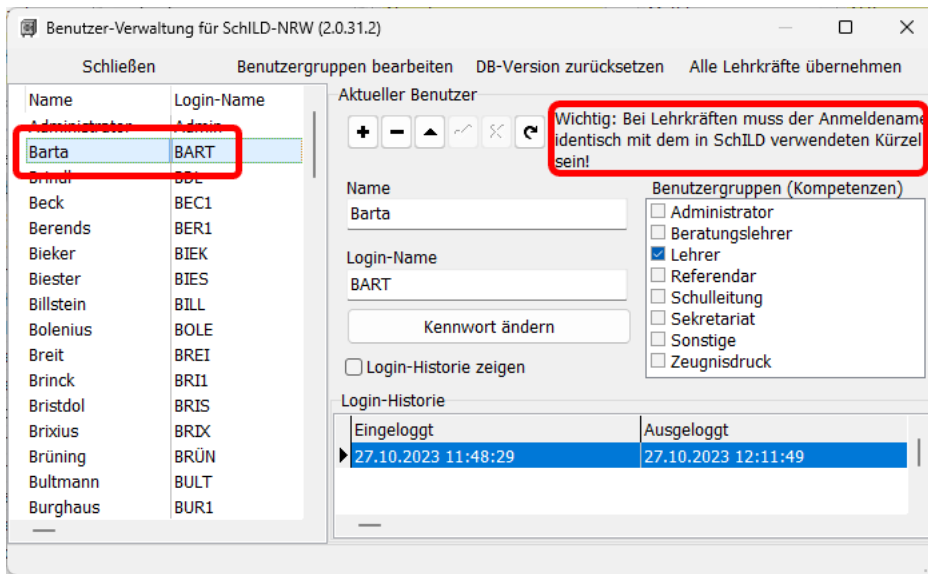 Benutzer-Verwaltung für SchILD-NRW (2.0.31.2)
Schließen Benutzergruppen bearbeiten DB-Version zurücksetzen Alle Lehrkräfte übernehmen
Name Login-Name
Administrator Admin
Barta BART
Brindl BDL
Beck BEC1
Berends BER1
Bieker BIEK
Biester BIES
Billstein BILL
Bolenius BOLE
Breit BREI
Brinck BRI1
Bristdol BRIS
Brixius BRIX
Brüning BRÜN
Bultmann BULT
Burghaus BUR1
Aktueller Benutzer
Wichtig: Bei Lehrkräften muss der Anmeldename
identisch mit dem in SchILD verwendeten Kürzel
sein!
Name
Barta
Login-Name
BART
Kennwort ändern
Login-Historie zeigen
Benutzergruppen (Kompetenzen)
Administrator
Beratungslehrer
Lehrer
Referendar
Schulleitung
Sekretariat
Sonstige
Zeugnisdruck
Login-Historie
Eingeloggt Ausgeloggt
27.10.2023 11:48:29 27.10.2023 12:11:49